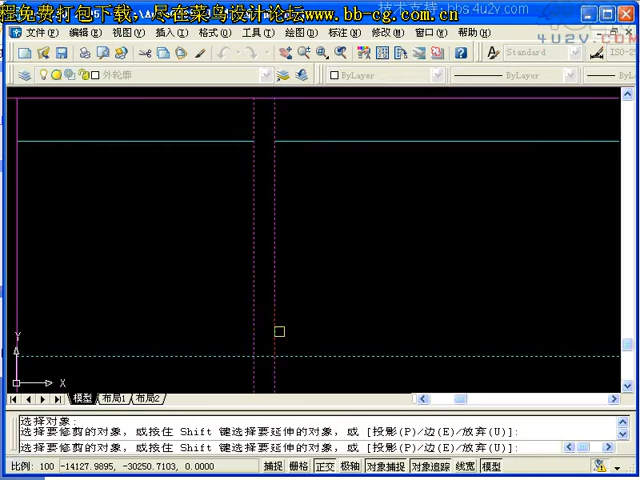 程免费打包下载，尽在菜鸟设计论坛www.bb-cg.com.cn
技术支持:bbs.4u2v.com
4U2V.COM
文件(F) 编辑(E) 视图(V) 插入(I) 格式(O) 工具(T) 绘图(D) 标注(N) 修改(M) 窗口(W) 帮助(H)
Standard ISO-25
外轮廓 ByLayer ByLayer ByL
Y
X
模型 布局1 布局2
选择对象:
选择要修剪的对象，或按住 Shift 键选择要延伸的对象，或 [投影(P)/边(E)/放弃(U)]:
选择要修剪的对象，或按住 Shift 键选择要延伸的对象，或 [投影(P)/边(E)/放弃(U)]:
比例: 100 -14127.9895, -30250.7103, 0.0000 捕捉 栅格 正交 极轴 对象捕捉 对象追踪 线宽 模型